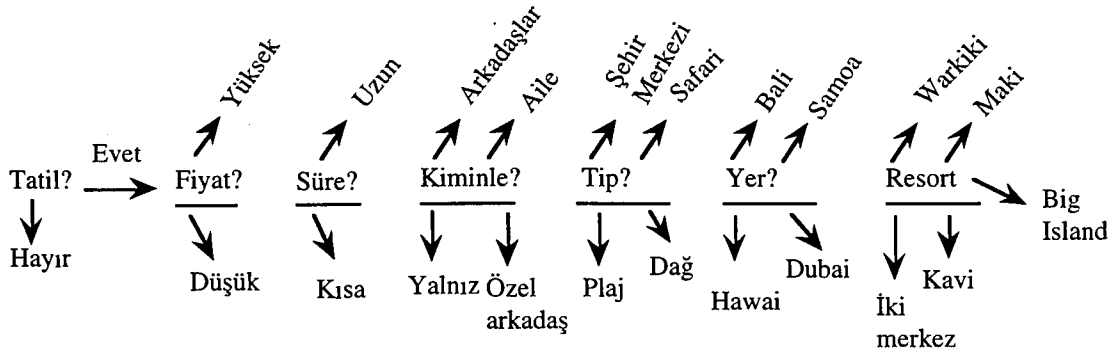 Yüksek
Uzun
Arkadaşlar
Aile
Şehir
Merkezi
Safari
Bali
Samoa
Warkiki
Maki
Evet
Tatil?
Fiyat?
Süre?
Kiminle?
Tip?
Yer?
Resort
Big
Island
Hayır
Düşük
Kısa
Yalnız
Özel
arkadaş
Plaj
Dağ
Hawai
Dubai
İki
merkez
Kavi